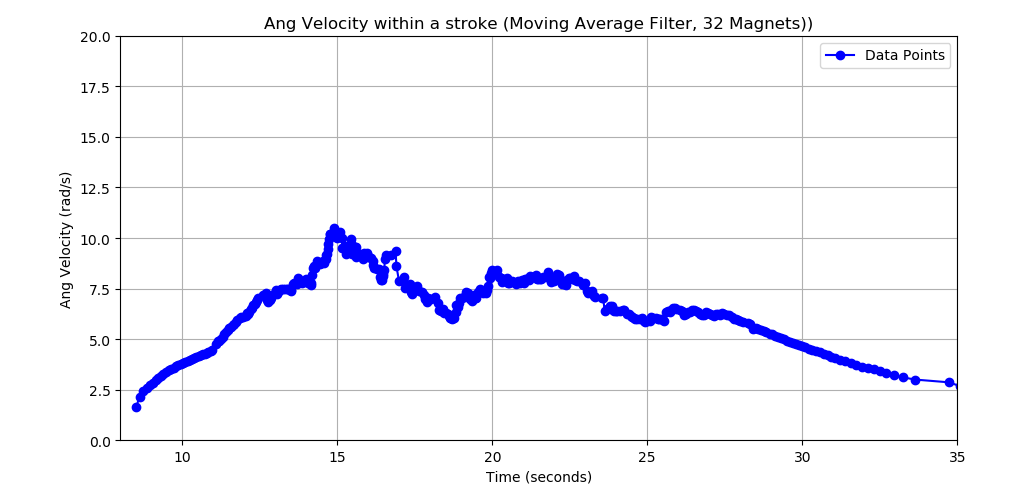 Ang Velocity within a stroke (Moving Average Filter, 32 Magnets))
Data Points
Ang Velocity (rad/s)
20.0
17.5
15.0
12.5
10.0
7.5
5.0
2.5
0.0
10 15 20 25 30 35
Time (seconds)